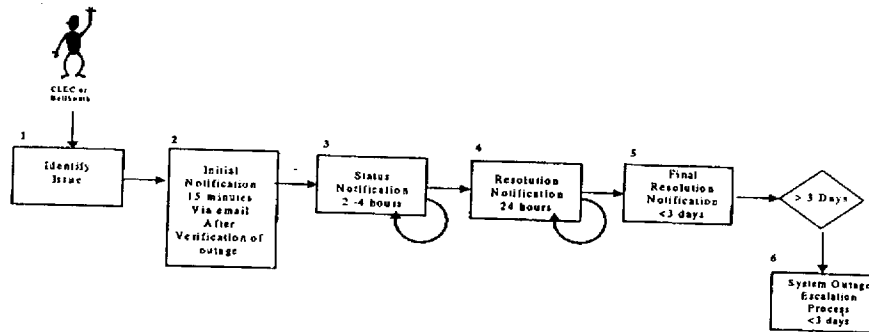 CLEC or
BellSouth
1
Identify
Issue
2
Initial
Notification
15 minutes
Via email
After
Verification of
outage
3
Status
Notification
2 -4 hours
4
Resolution
Notification
24 hours
5
Final
Resolution
Notification
<3 days
> 3 Days
6
System Outage
Escalation
Process
<3 days